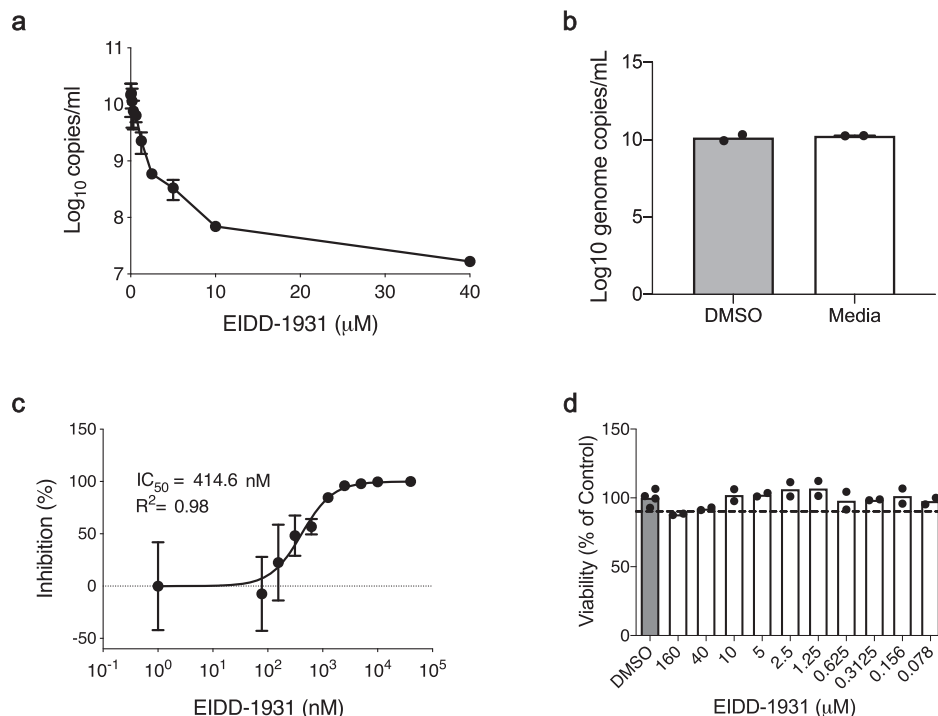 a
11
10
9
8
7
Log10 copies/ml
0
10
20
30
40
EIDD-1931 (μM)
b
15
10
5
0
Log10 genome copies/mL
DMSO
Media
c
150
100
50
0
-50
Inhibition (%)
IC50 = 414.6 nM
R2= 0.98
10-1
100
101
102
103
104
105
EIDD-1931 (nM)
d
150
100
50
0
Viability (% of Control)
DMSO
160
40
10
5
2.5
1.25
0.625
0.3125
0.156
0.078
EIDD-1931 (μM)